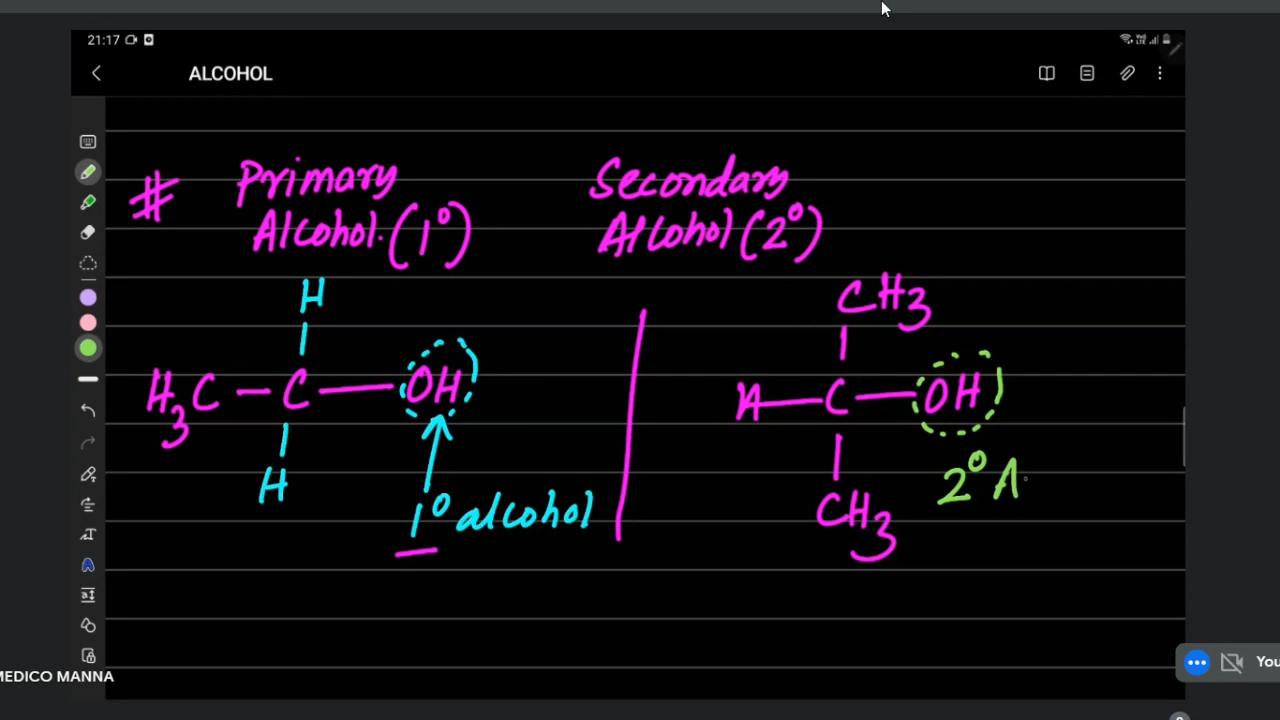 21:17
ALCOHOL
# Primary Alcohol. (1°)
Secondary Alcohol (2°)
H
H3C - C - OH
H
1° alcohol
CH3
H - C - OH
CH3
2° A
MEDICO MANNA
You